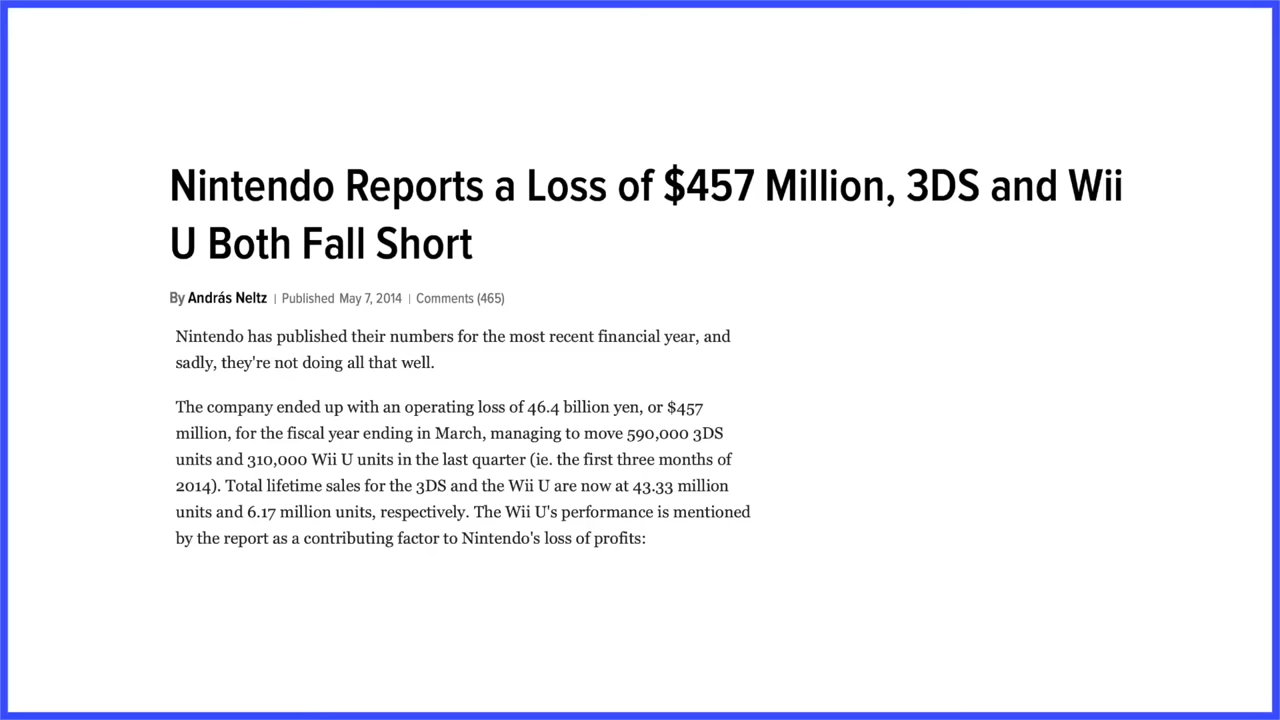 Nintendo Reports a Loss of $457 Million, 3DS and Wii
U Both Fall Short
By András Neltz | Published May 7, 2014 | Comments (465)
Nintendo has published their numbers for the most recent financial year, and
sadly, they're not doing all that well.
The company ended up with an operating loss of 46.4 billion yen, or $457
million, for the fiscal year ending in March, managing to move 590,000 3DS
units and 310,000 Wii U units in the last quarter (ie. the first three months of
2014). Total lifetime sales for the 3DS and the Wii U are now at 43.33 million
units and 6.17 million units, respectively. The Wii U's performance is mentioned
by the report as a contributing factor to Nintendo's loss of profits: